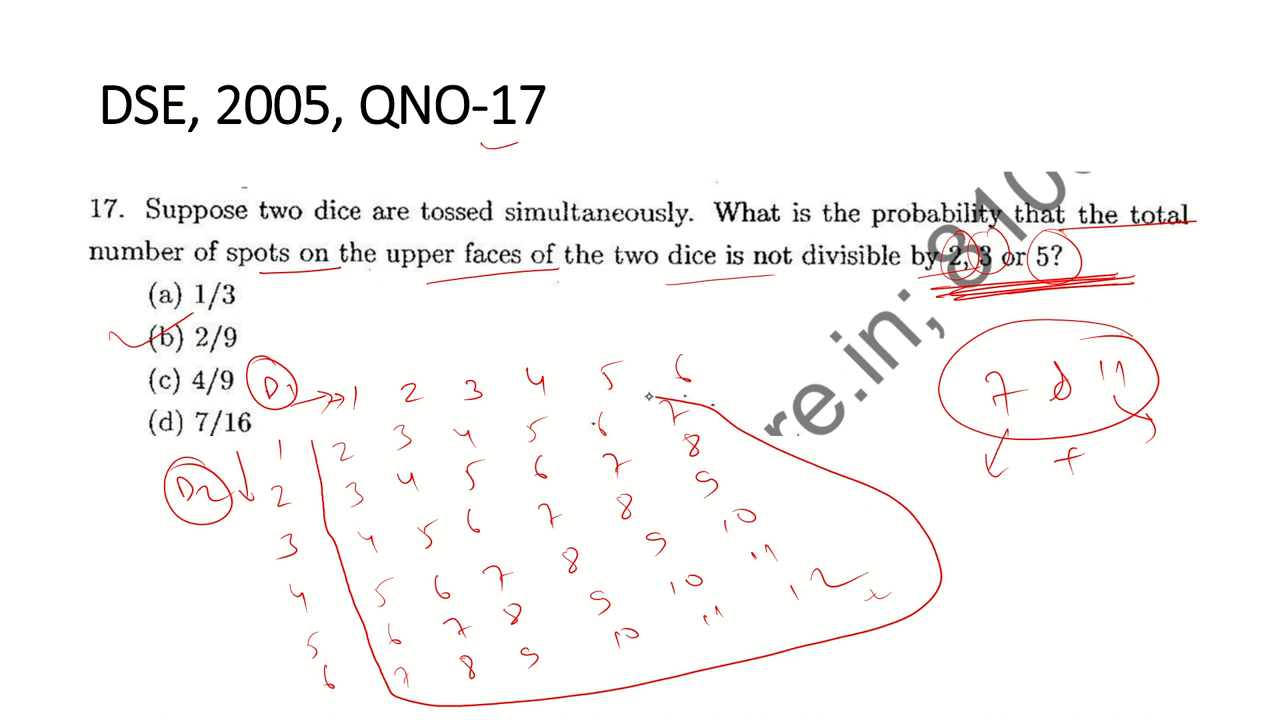 DSE, 2005, QNO-17
17. Suppose two dice are tossed simultaneously. What is the probability that the total
number of spots on the upper faces of the two dice is not divisible by 2, 3 or 5?
(a) 1/3
(b) 2/9
(c) 4/9
(d) 7/16
re.in; 810
7 & 11
D1 1 2 3 4 5 6
D2
1 2 3 4 5 6 7
2 3 4 5 6 7 8
3 4 5 6 7 8 9
4 5 6 7 8 9 10
5 6 7 8 9 10 11
6 7 8 9 10 11 12